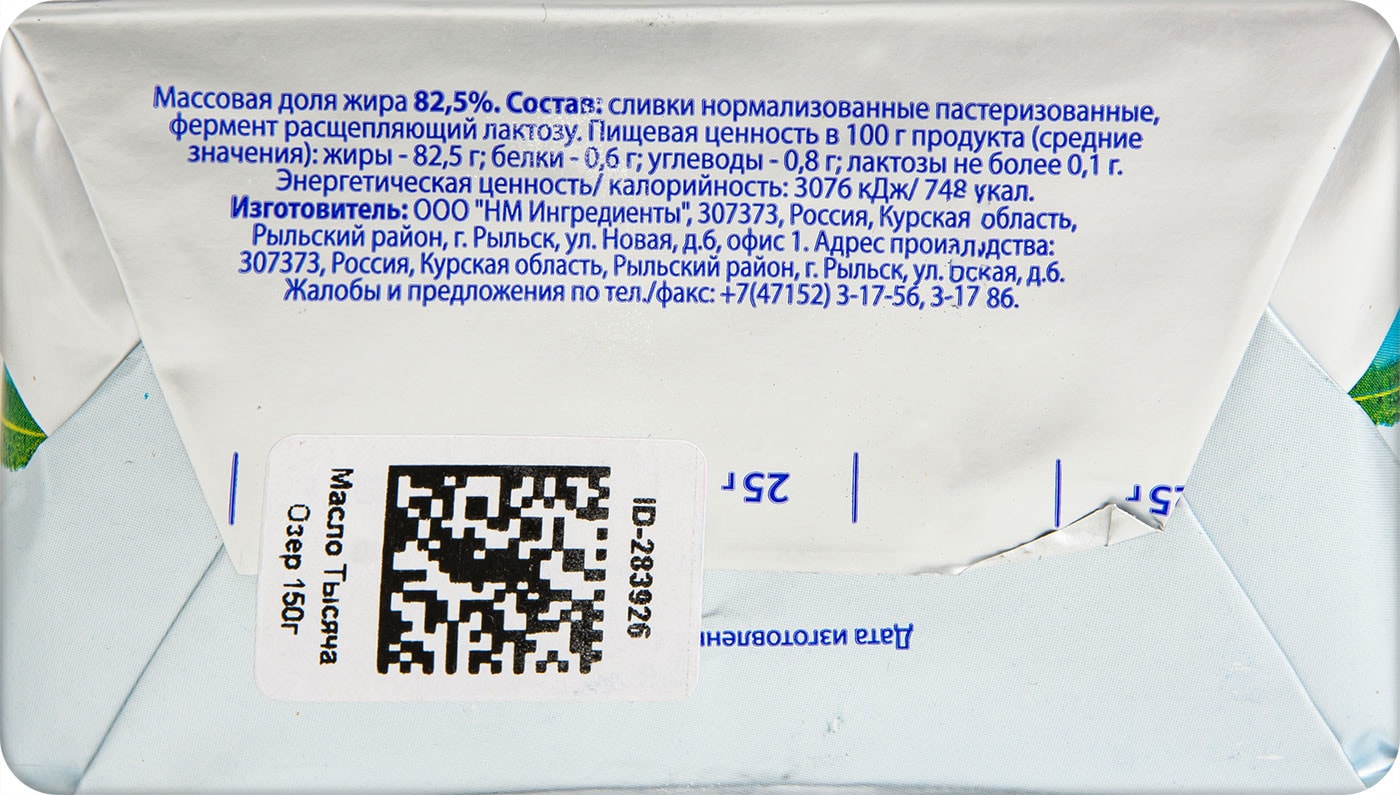 Массовая доля жира 82,5%. Состав: сливки нормализованные пастеризованные,
фермент расщепляющий лактозу. Пищевая ценность в 100 г продукта (средние
значения): жиры - 82,5 г; белки - 0,6 г; углеводы - 0,8 г; лактозы не более 0,1 г.
Энергетическая ценность/ калорийность: 3076 кДж/ 748
Изготовитель: ООО "НМ Ингредиенты", 307373, Россия, Курская область,
Рыльский район, г. Рыльск, ул. Новая, д.6, офис 1. Адрес
307373, Россия, Курская область, Рыльский район, г. Рыльск, ул. д.6.
Жалобы и предложения по тел./факс: +7(47152) 3-17-56, 3-17 86.
25 г
5 г
ID-283926
Масло Тысяча
Озер 150г
Дата